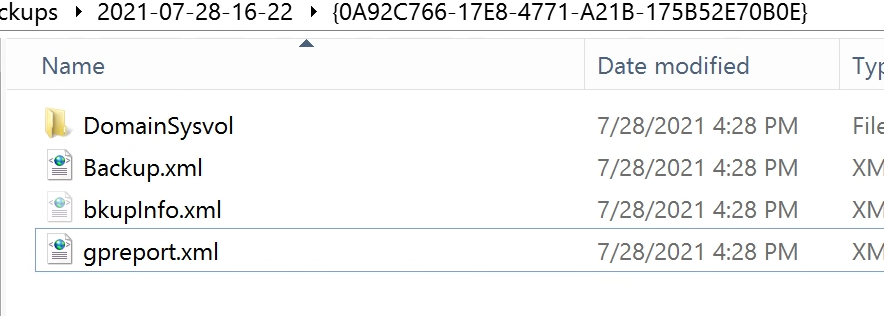 ckups 2021-07-28-16-22 {0A92C766-17E8-4771-A21B-175B52E70B0E}
Name Date modified Typ
DomainSysvol 7/28/2021 4:28 PM File
Backup.xml 7/28/2021 4:28 PM XM
bkupInfo.xml 7/28/2021 4:28 PM XM
gpreport.xml 7/28/2021 4:28 PM XM